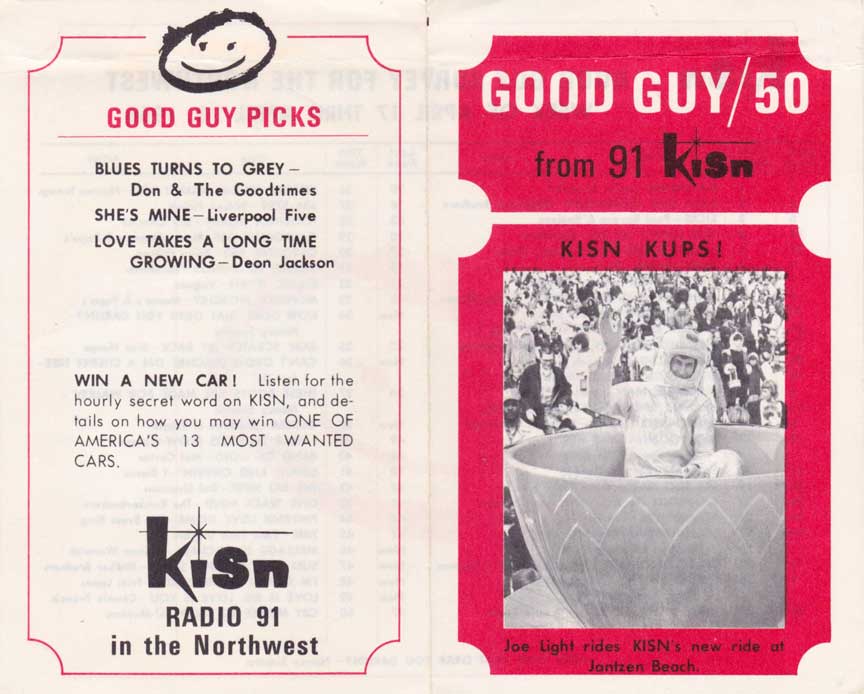 GOOD GUY PICKS
BLUES TURNS TO GREY –
Don & The Goodtimes
SHE'S MINE – Liverpool Five
LOVE TAKES A LONG TIME
GROWING – Deon Jackson
WIN A NEW CAR! Listen for the
hourly secret word on KISN, and de-
tails on how you may win ONE OF
AMERICA'S 13 MOST WANTED
CARS.
kisn
RADIO 91
in the Northwest
GOOD GUY/50
from 91 kisn
KISN KUPS!
Joe Light rides KISN's new ride at
Jantzen Beach.